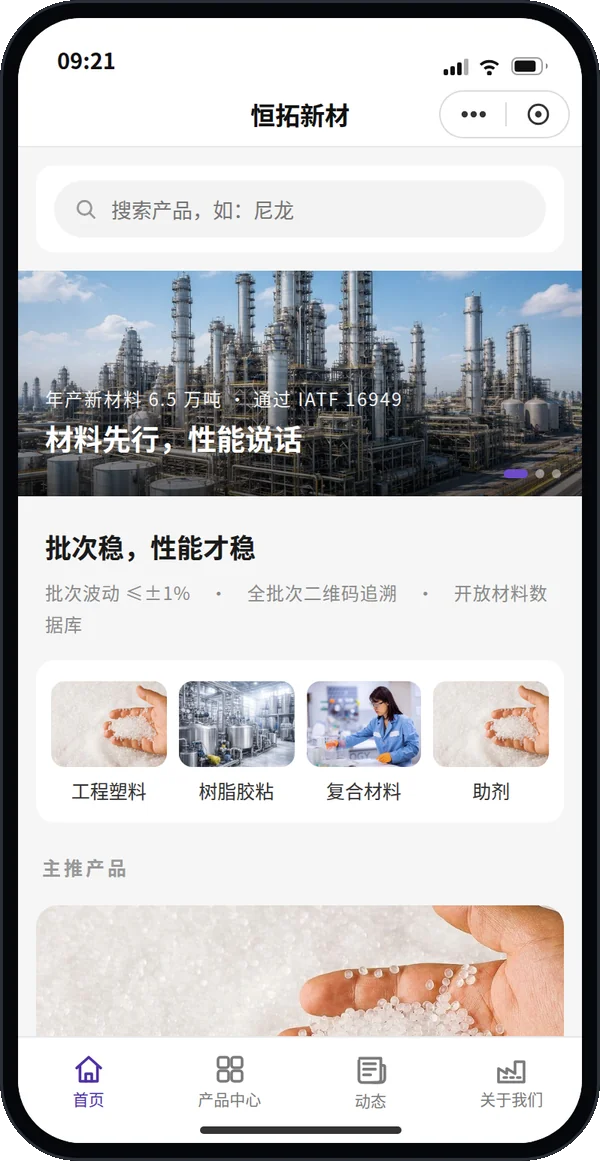 09:21
恒拓新材
搜索产品，如：尼龙
年产新材料 6.5 万吨 · 通过 IATF 16949
材料先行，性能说话
批次稳，性能才稳
批次波动 ≤±1% · 全批次二维码追溯 · 开放材料数
据库
工程塑料 树脂胶粘 复合材料 助剂
主推产品
首页 产品中心 动态 关于我们